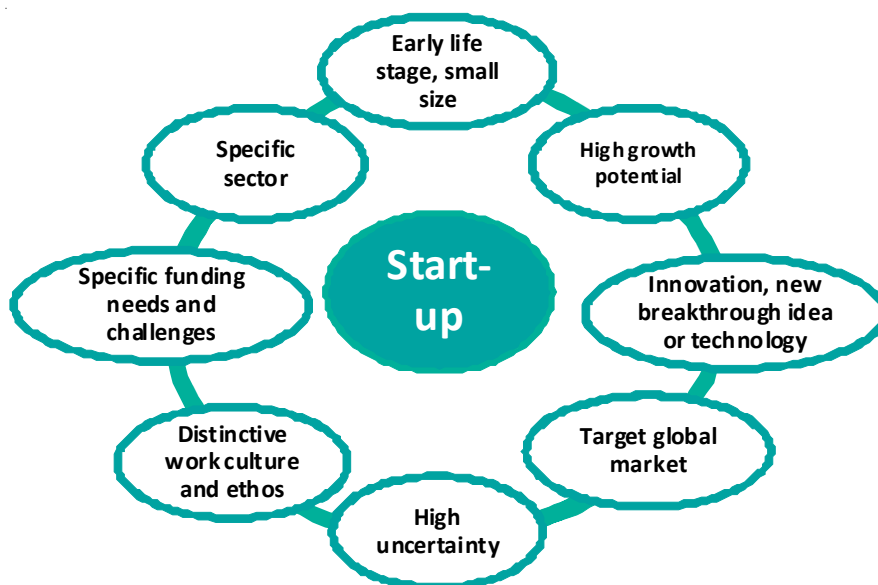 Early life
stage, small
size
High growth
potential
Innovation, new
breakthrough idea
or technology
Target global
market
High
uncertainty
Distinctive
work culture
and ethos
Specific funding
needs and
challenges
Specific
sector
Start-
up